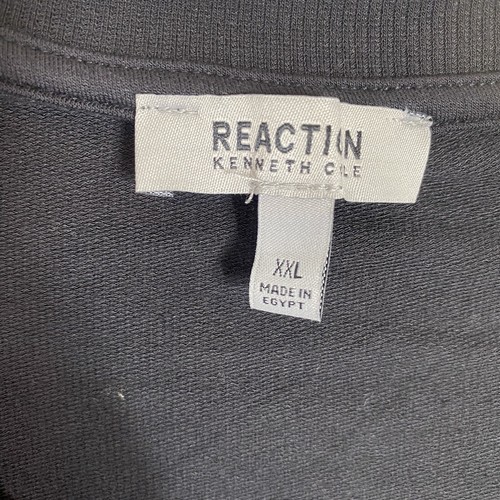 REACTION
KENNETH COLE
XXL
MADE IN
EGYPT